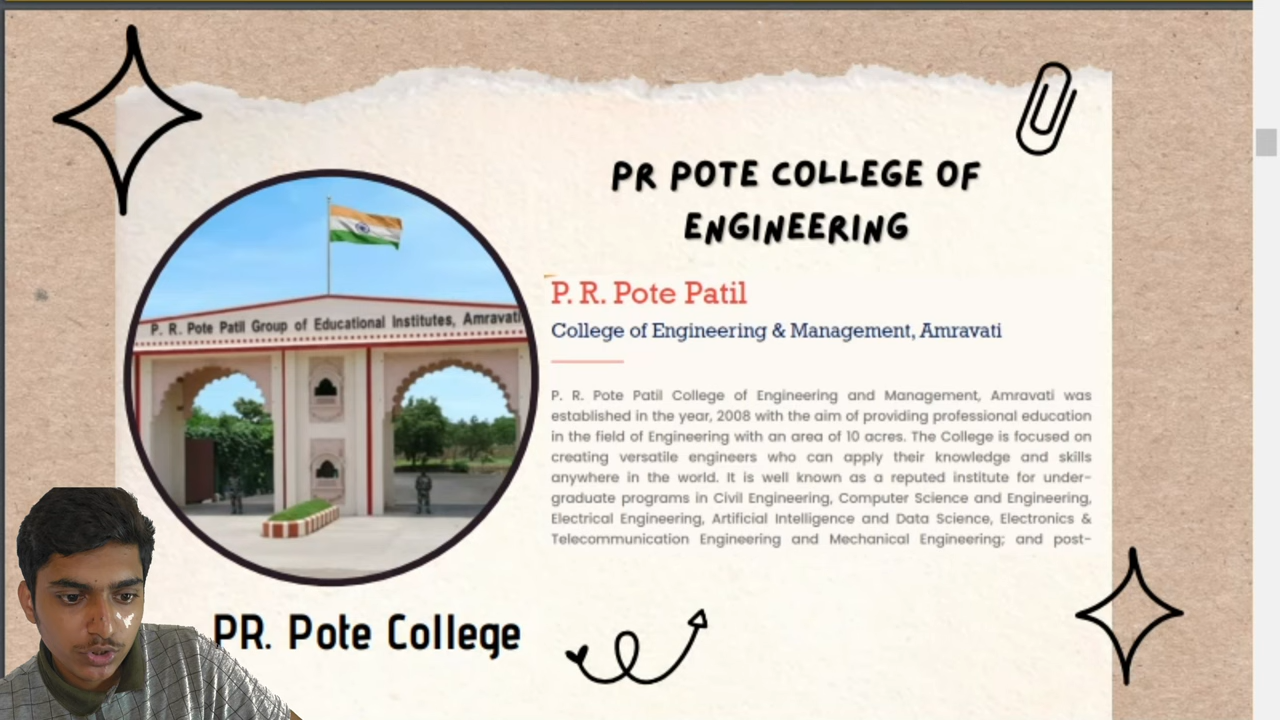 PR POTE COLLEGE OF
ENGINEERING
P. R. Pote Patil
College of Engineering & Management, Amravati
P. R. Pote Patil Group of Educational Institutes, Amravati
P. R. Pote Patil College of Engineering and Management, Amravati was
established in the year, 2008 with the aim of providing professional education
in the field of Engineering with an area of 10 acres. The College is focused on
creating versatile engineers who can apply their knowledge and skills
anywhere in the world. It is well known as a reputed institute for under-
graduate programs in Civil Engineering, Computer Science and Engineering,
Electrical Engineering, Artificial Intelligence and Data Science, Electronics &
Telecommunication Engineering and Mechanical Engineering; and post-
PR. Pote College